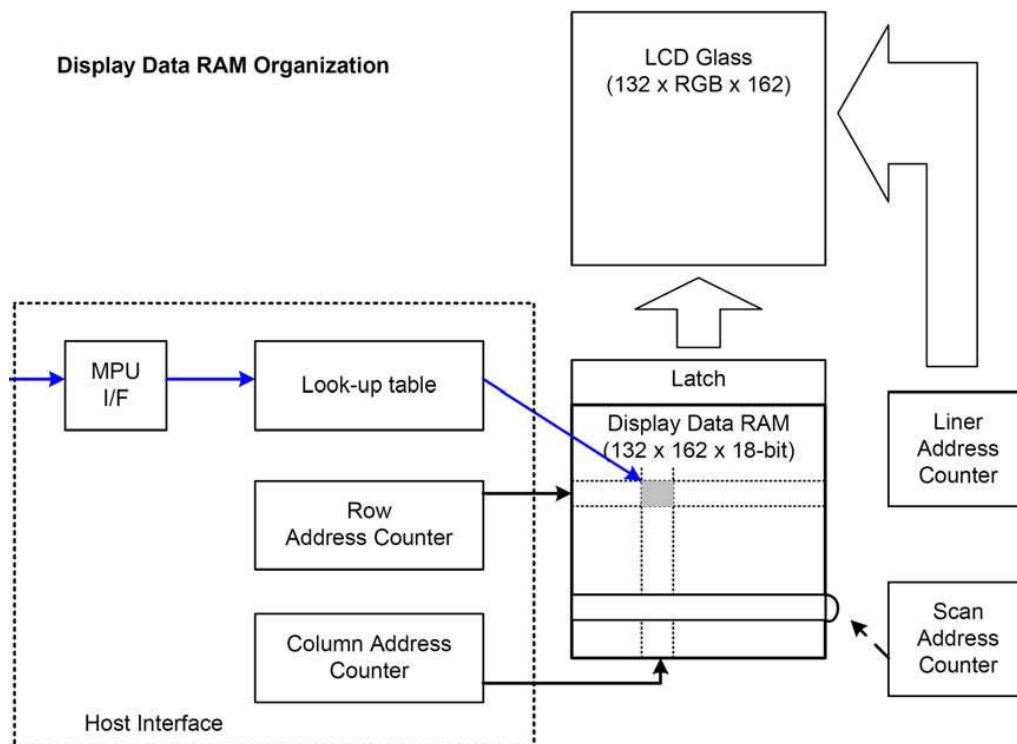 Display Data RAM Organization
LCD Glass
(132 x RGB x 162)
MPU
I/F
Look-up table
Latch
Display Data RAM
(132 x 162 x 18-bit)
Liner
Address
Counter
Row
Address Counter
Column Address
Counter
Scan
Address
Counter
Host Interface